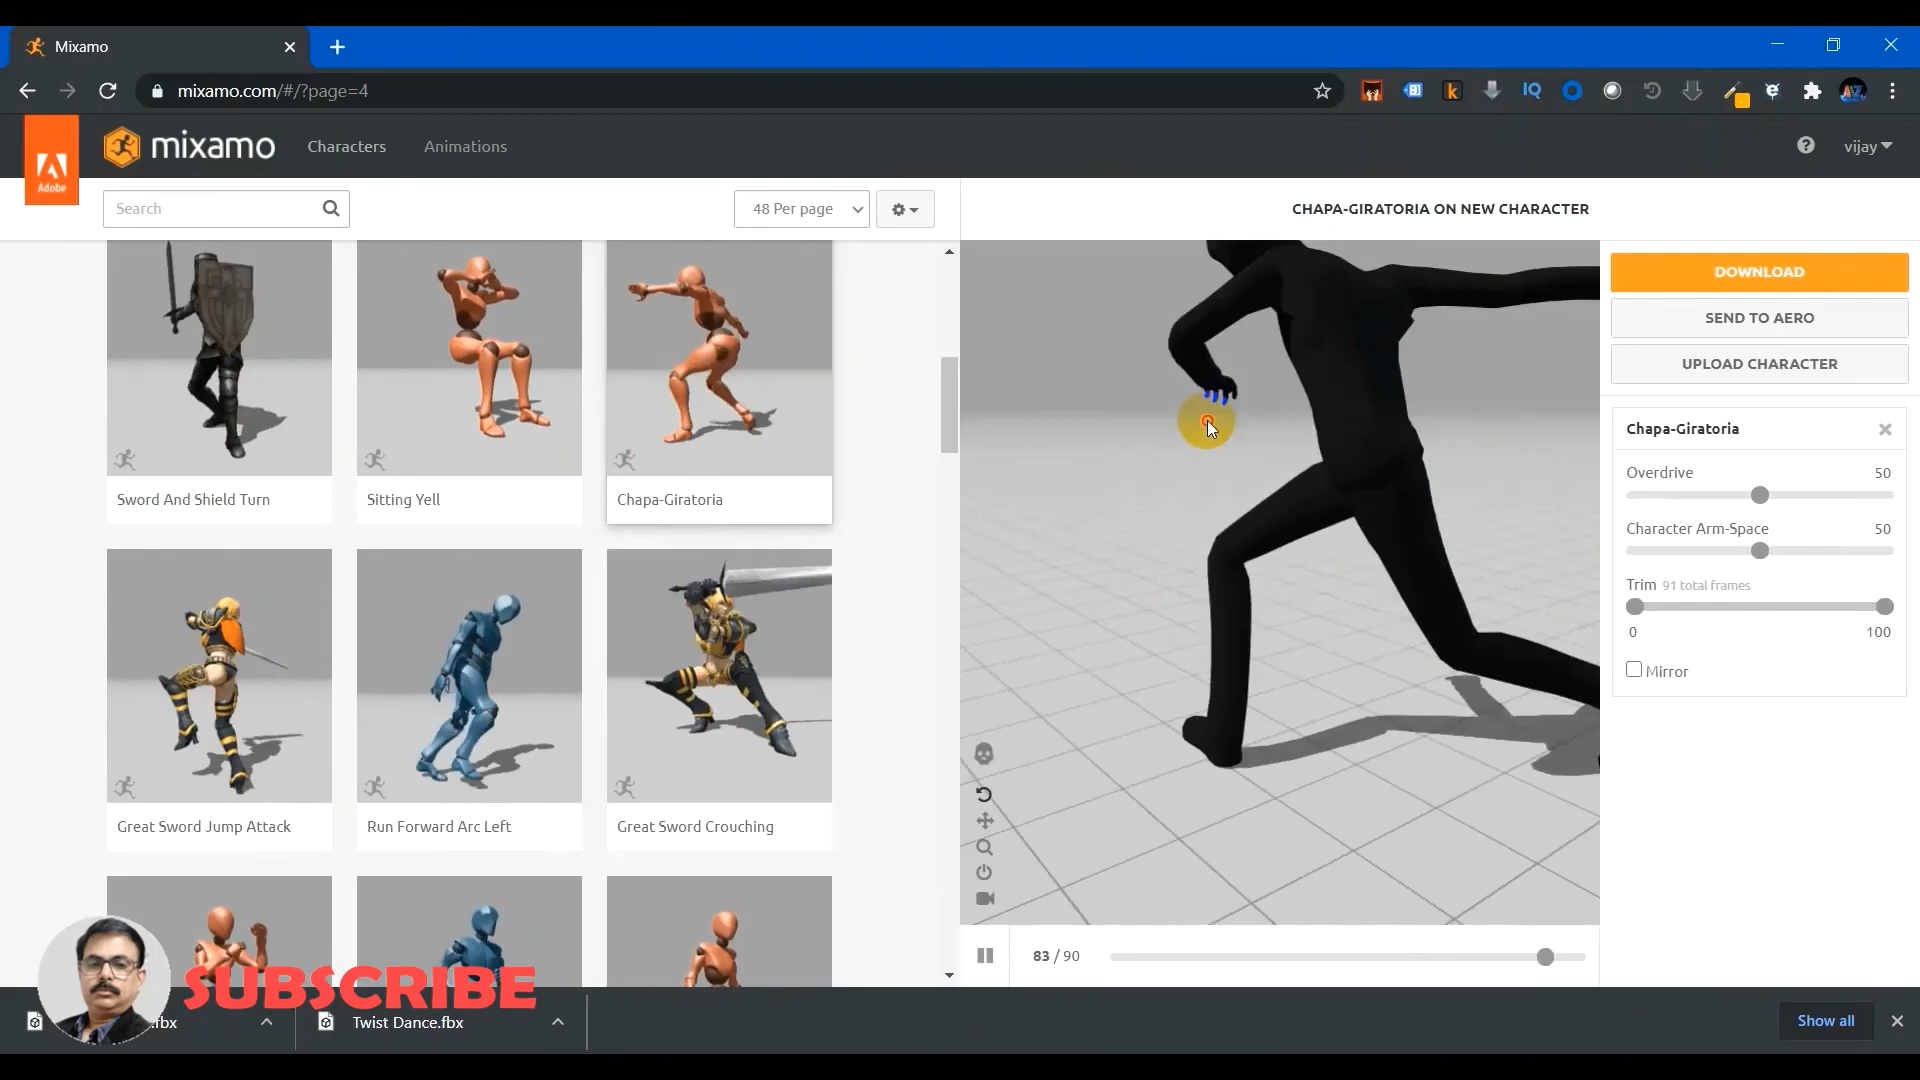 Mixamo
mixamo.com/#/?page=4
Adobe
mixamo
Characters
Animations
vijay
Search
48 Per page
CHAPA-GIRATORIA ON NEW CHARACTER
DOWNLOAD
SEND TO AERO
UPLOAD CHARACTER
Chapa-Giratoria
Overdrive 50
Character Arm-Space 50
Trim 91 total frames
0 100
Mirror
Sword And Shield Turn
Sitting Yell
Chapa-Giratoria
Great Sword Jump Attack
Run Forward Arc Left
Great Sword Crouching
83 / 90
SUBSCRIBE
.fbx
Twist Dance.fbx
Show all